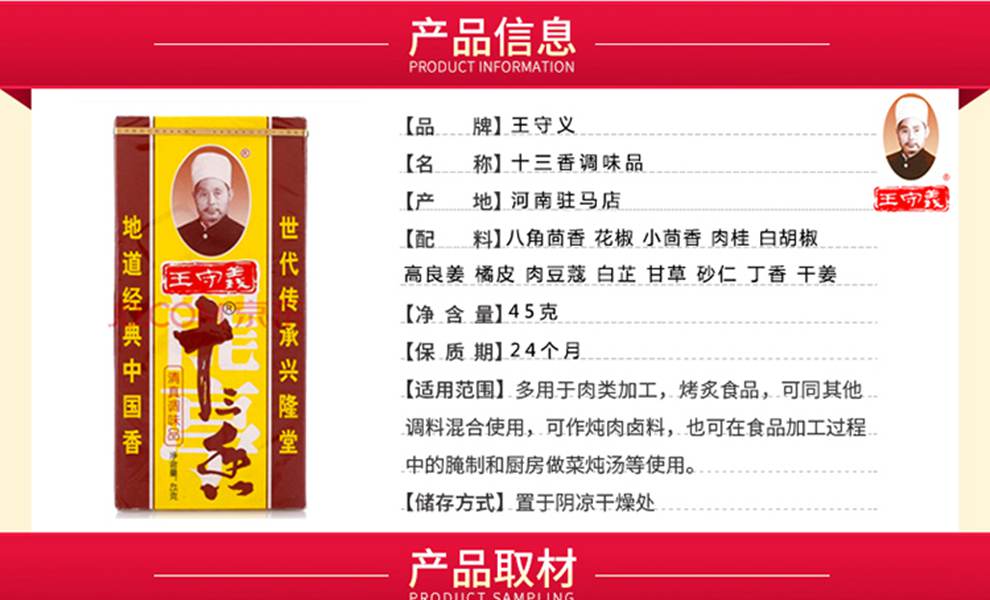 产品信息
PRODUCT INFORMATION
【品 牌】王守义
【名 称】十三香调味品
【产 地】河南驻马店
【配 料】八角茴香 花椒 小茴香 肉桂 白胡椒
高良姜 橘皮 肉豆蔻 白芷 甘草 砂仁 丁香 干姜
【净 含 量】45克
【保 质 期】24个月
【适用范围】多用于肉类加工，烤炙食品，可同其他
调料混合使用，可作炖肉卤料，也可在食品加工过程
中的腌制和厨房做菜炖汤等使用。
【储存方式】置于阴凉干燥处
王守義
®
地道经典中国香
世代传承兴隆堂
®
王守義
十三香
®
清真调味品
净含量:45克
产品取材
PRODUCT SAMPLING